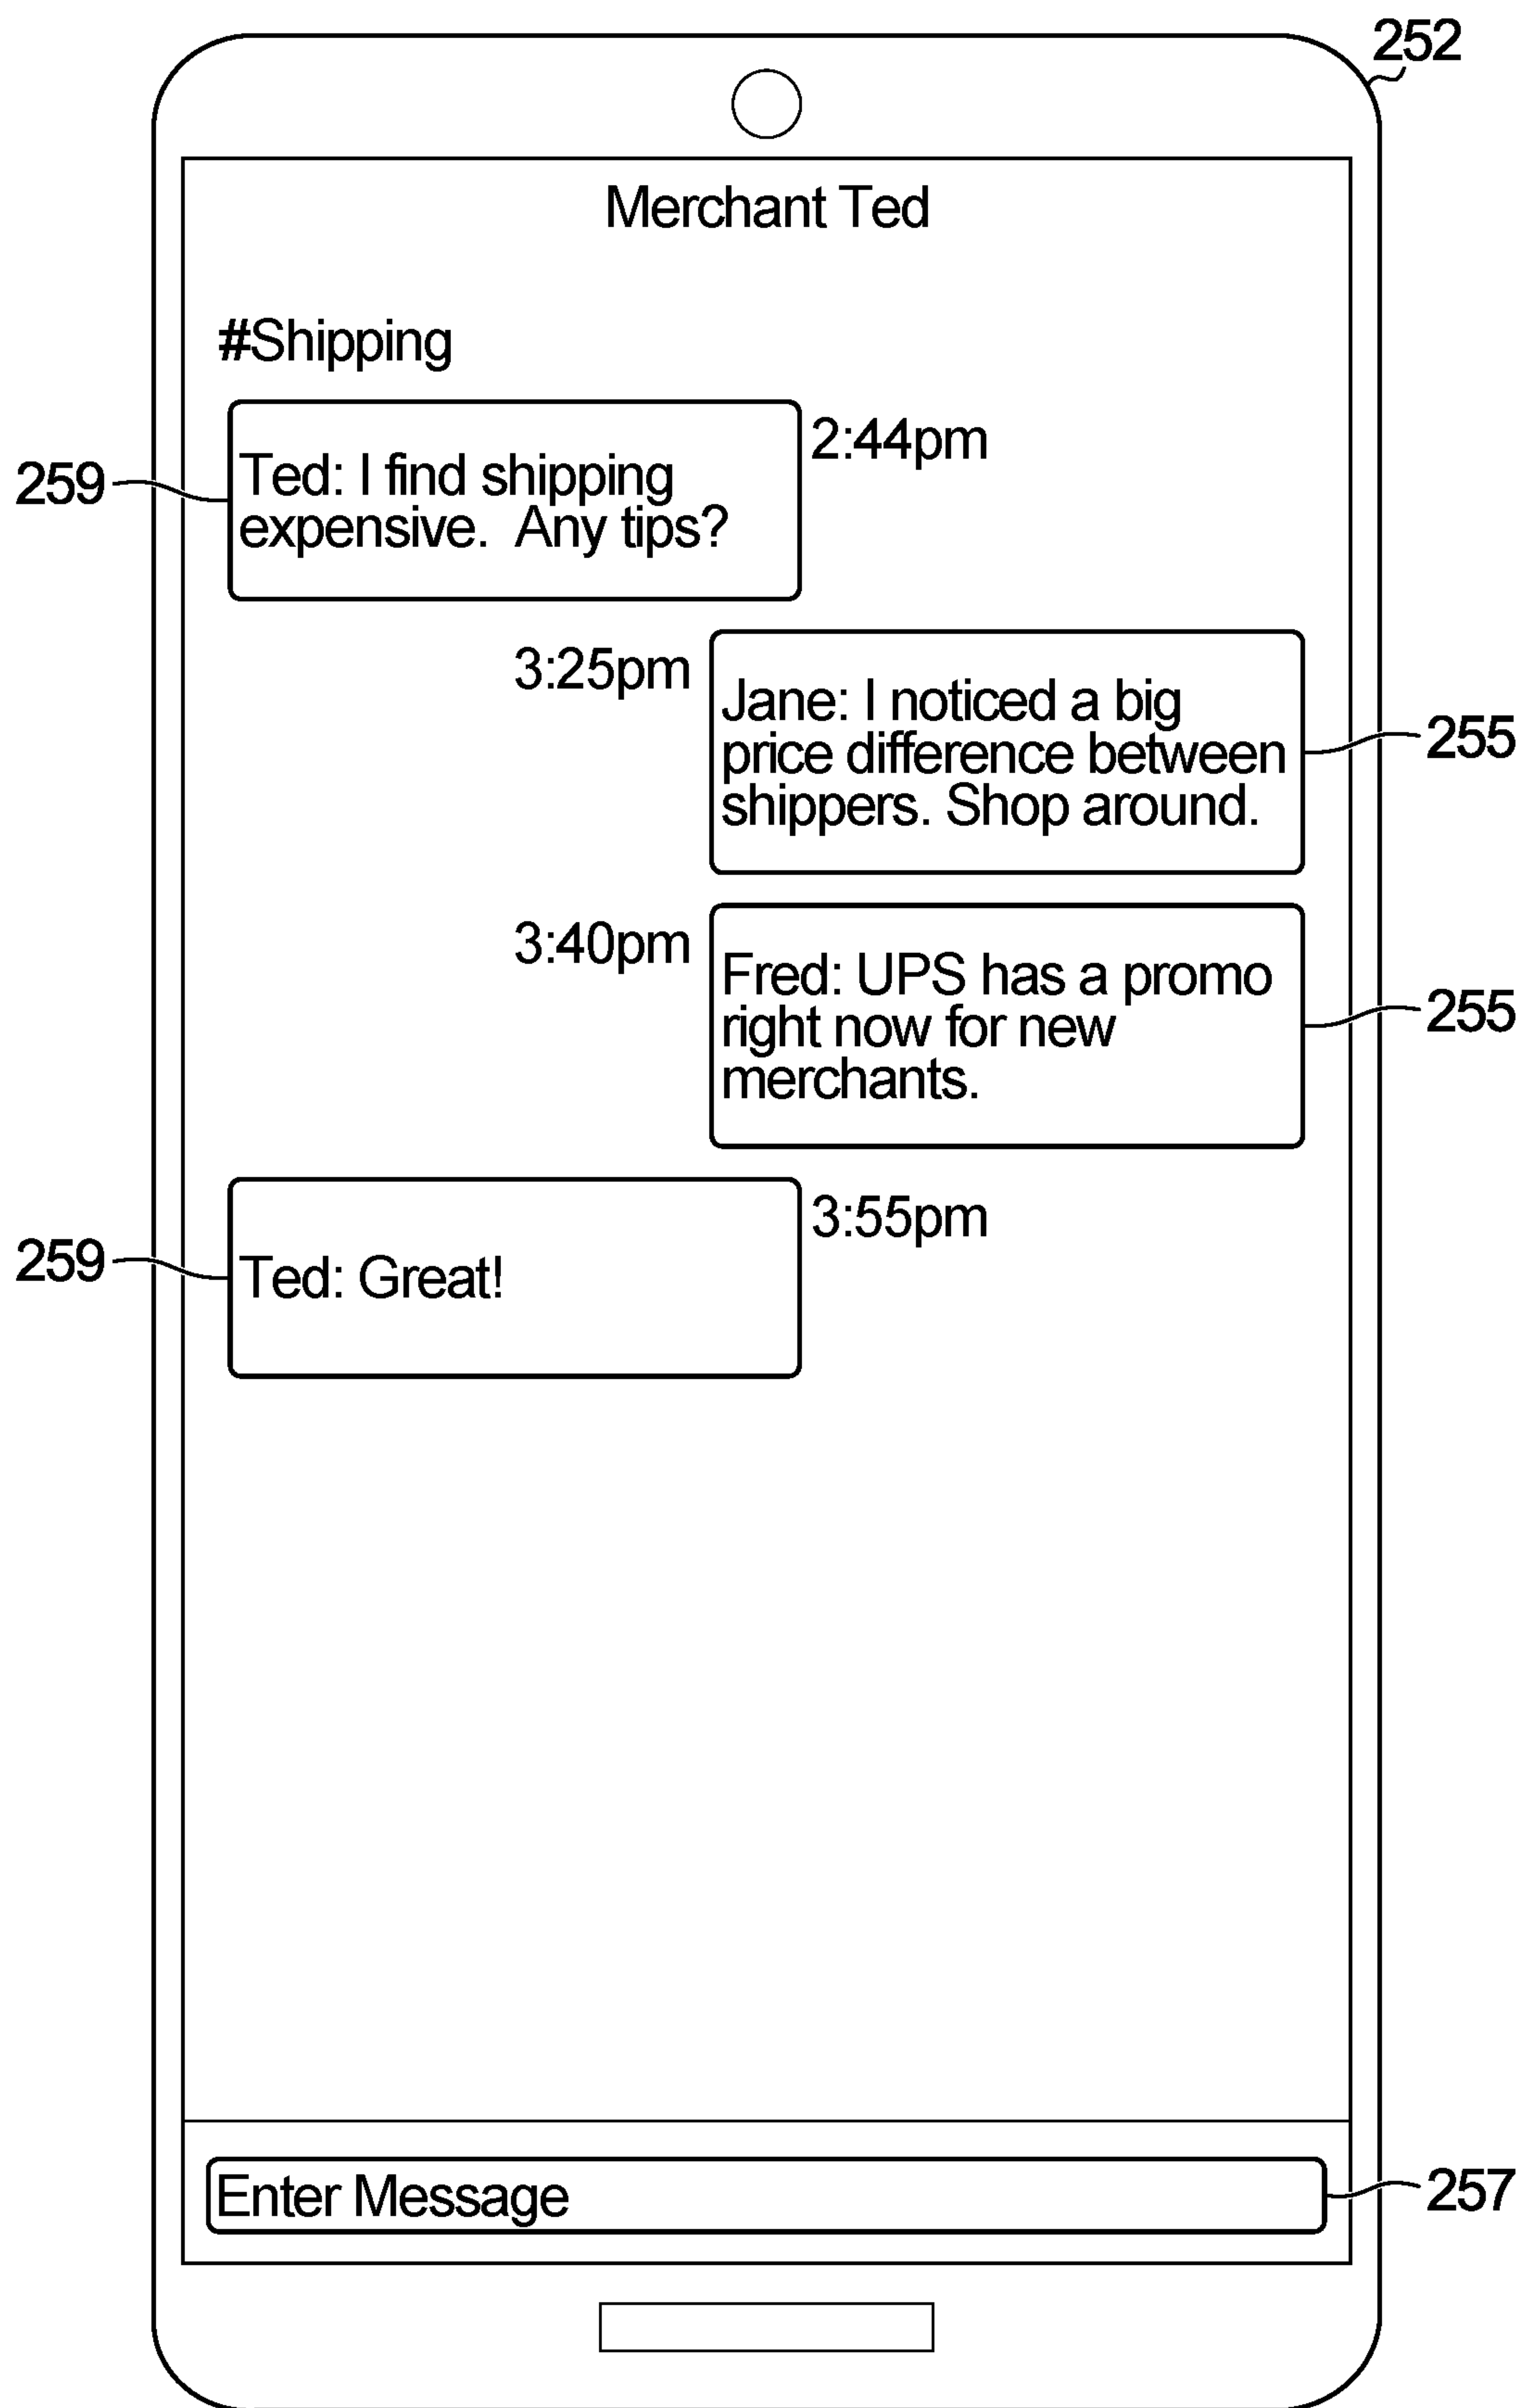 252
Merchant Ted
#Shipping
2:44pm
259
Ted: I find shipping
expensive.  Any tips?
3:25pm
Jane: I noticed a big
price difference between
shippers. Shop around.
255
3:40pm
Fred: UPS has a promo
right now for new
merchants.
255
3:55pm
259
Ted: Great!
Enter Message
257